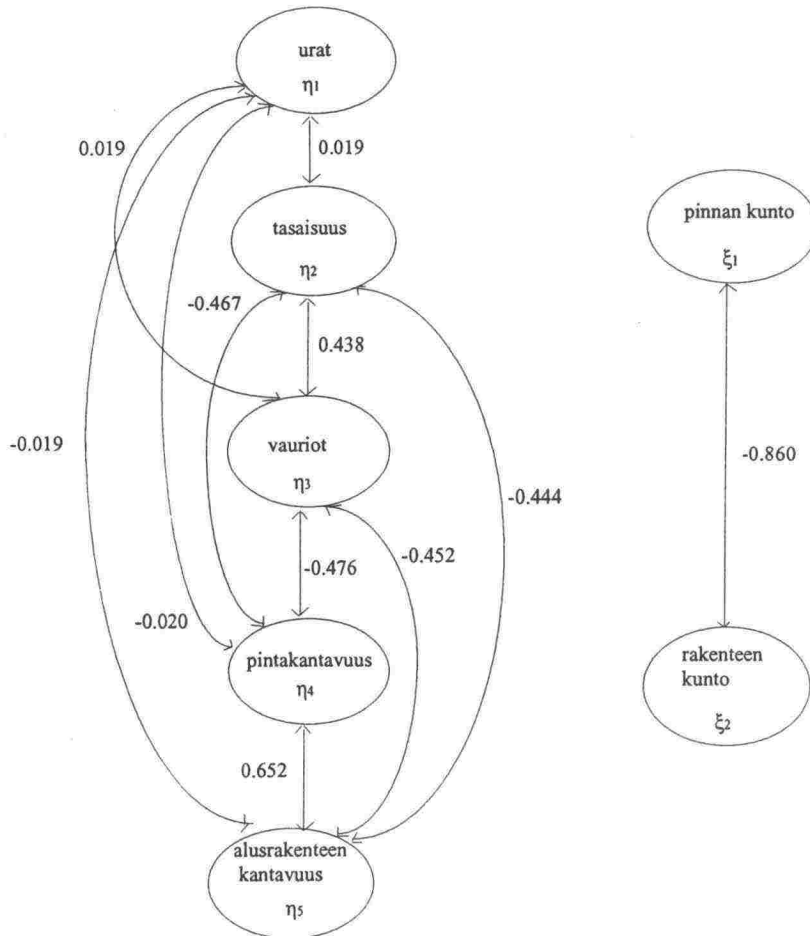 urat
η1
0.019
0.019
tasaisuus
η2
pinnan kunto
ξ1
-0.467
0.438
vauriot
η3
-0.019
-0.444
-0.860
-0.452
-0.476
-0.020
pintakantavuus
η4
rakenteen
kunto
ξ2
0.652
alusrakenteen
kantavuus
η5